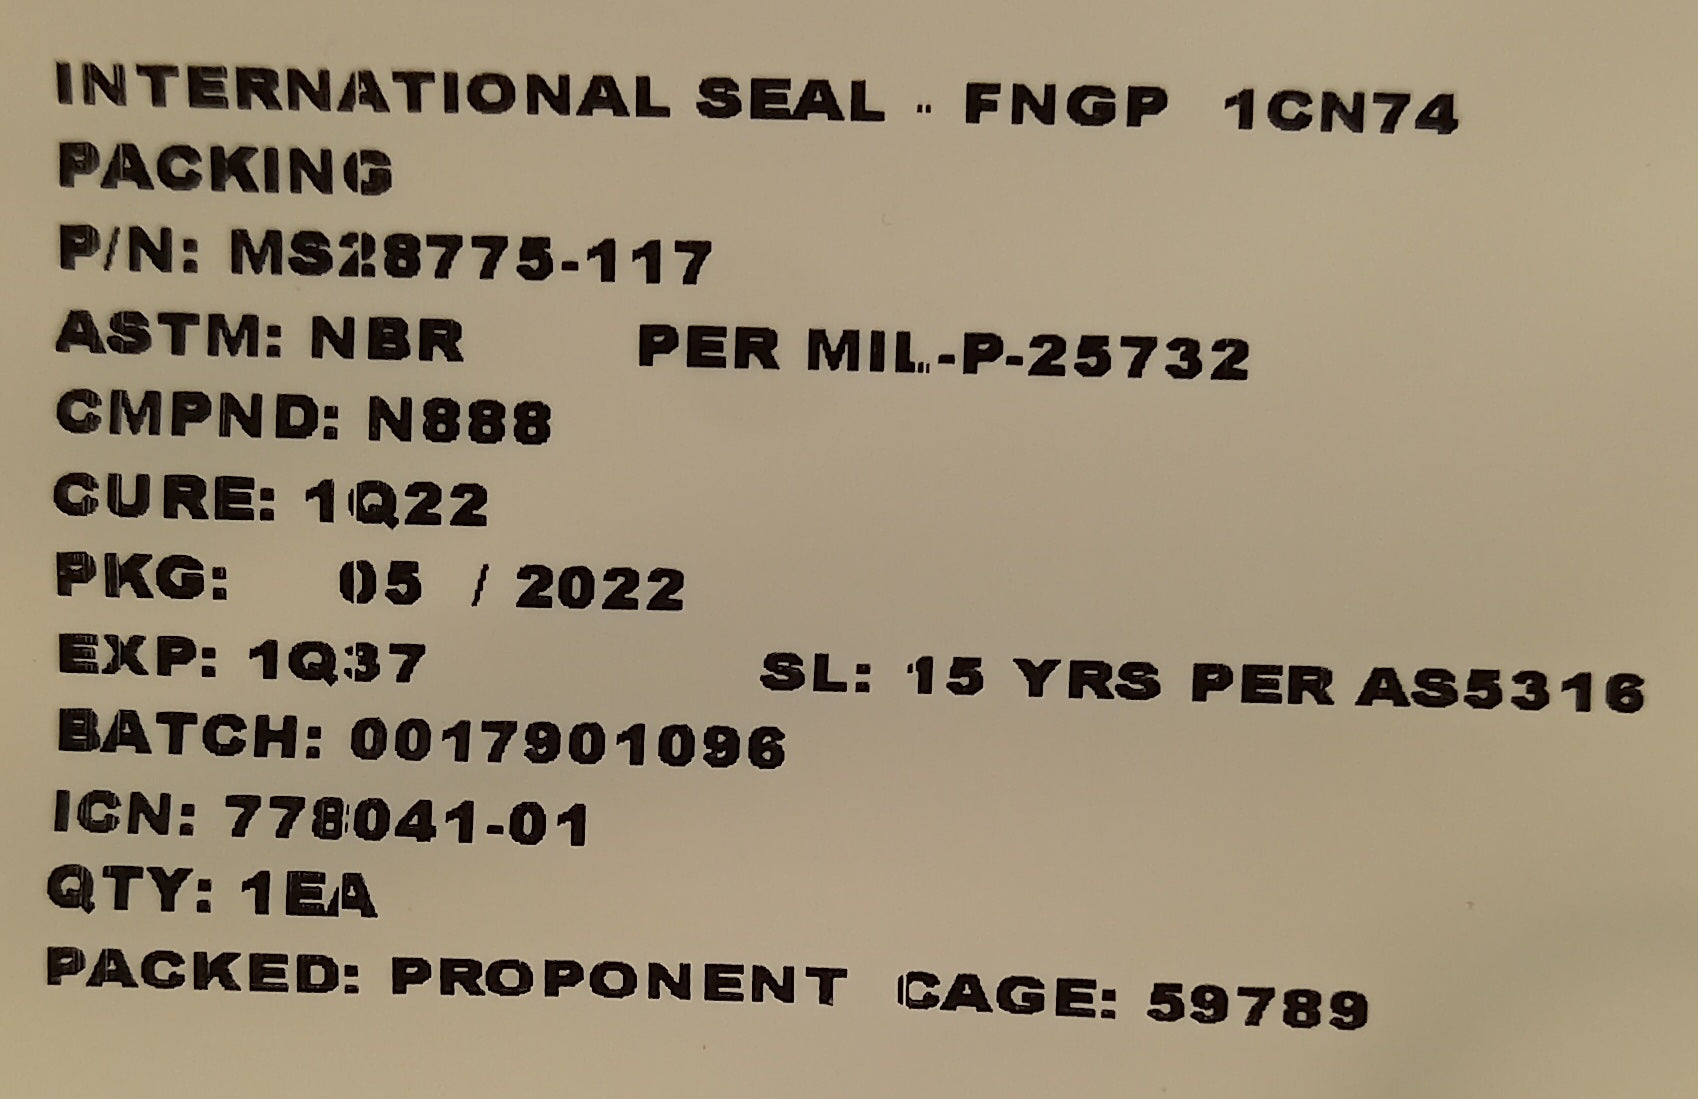 INTERNATIONAL SEAL - FNGP 1CN74
PACKING
P/N: MS28775-117
ASTM: NBR PER MIL-P-25732
CMPND: N888
CURE: 1Q22
PKG: 05 / 2022
EXP: 1Q37 SL: 15 YRS PER AS5316
BATCH: 0017901096
ICN: 778041-01
QTY: 1EA
PACKED: PROPONENT CAGE: 59789